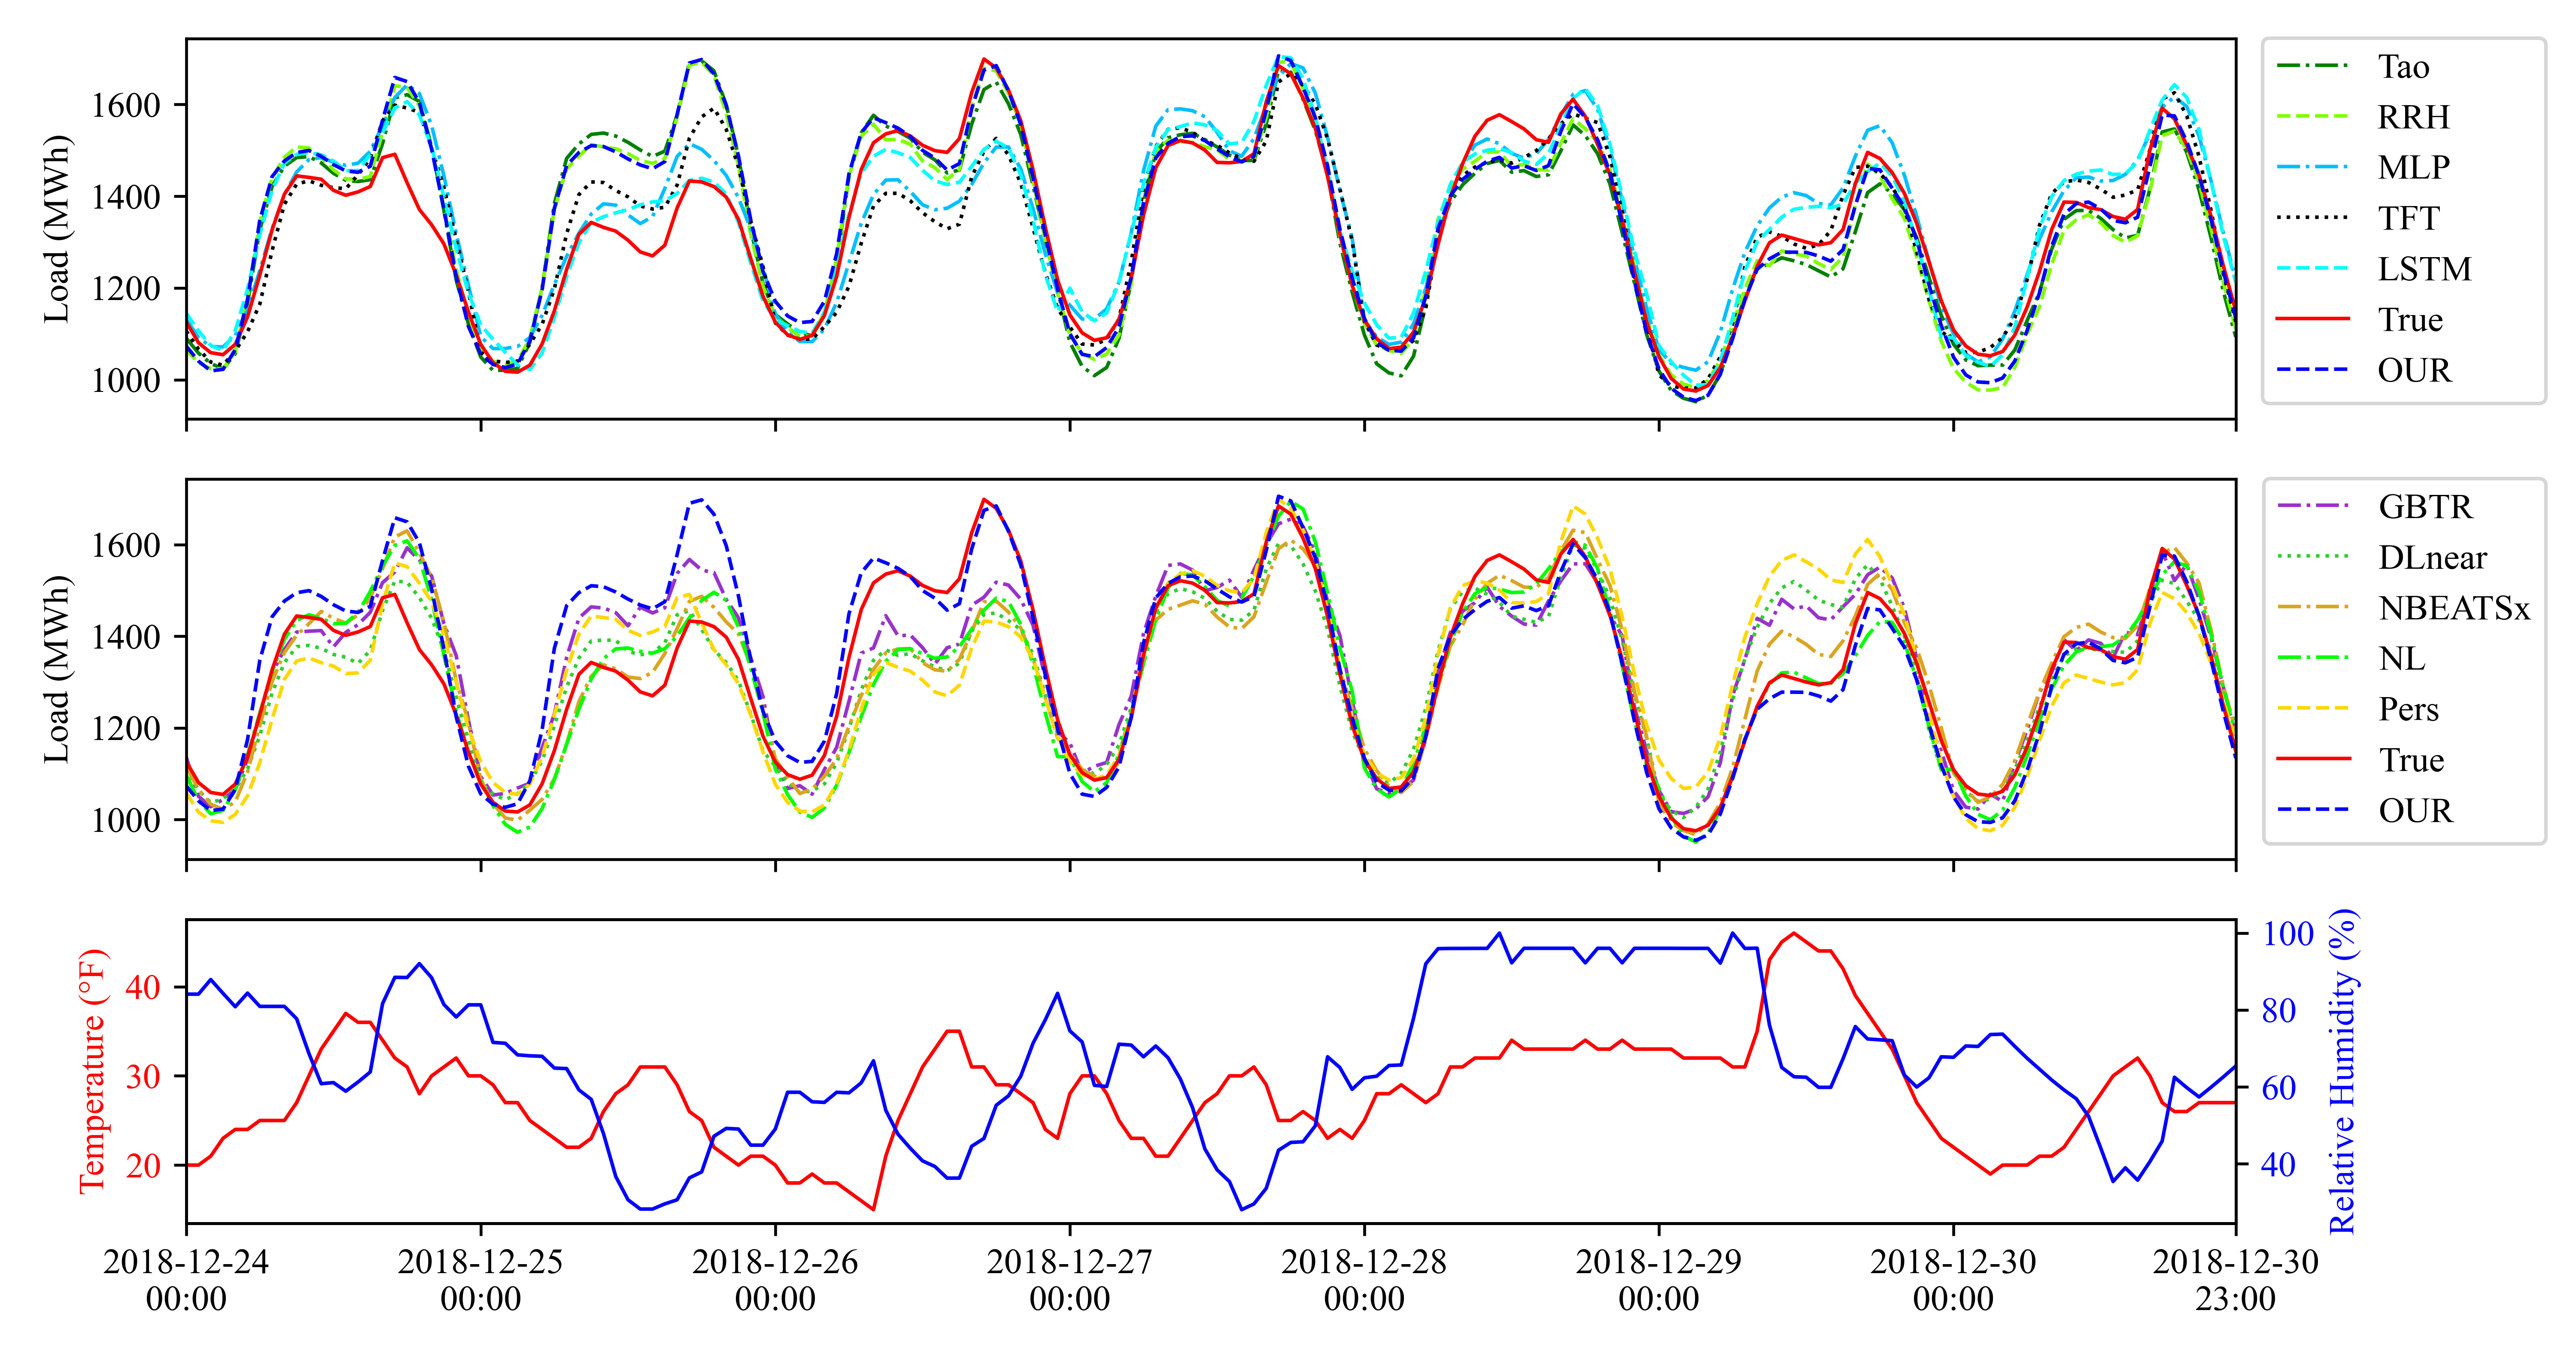 Load (MWh)
1600
1400
1200
1000
Tao
RRH
MLP
TFT
LSTM
True
OUR
Load (MWh)
1600
1400
1200
1000
GBTR
DLnear
NBEATSx
NL
Pers
True
OUR
Temperature (°F)
40
30
20
100
80
60
40
Relative Humidity (%)
2018-12-24 2018-12-25 2018-12-26 2018-12-27 2018-12-28 2018-12-29 2018-12-30 2018-12-30
00:00 00:00 00:00 00:00 00:00 00:00 00:00 23:00